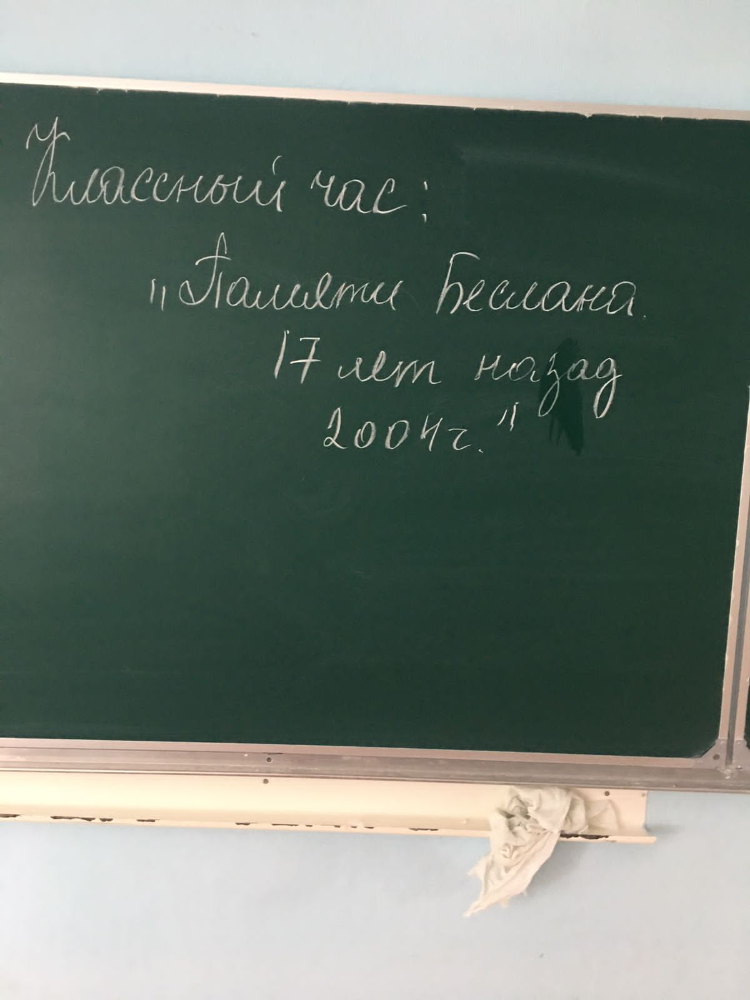 Классный час:
"Памяти Беслана.
17 лет назад
2004г."